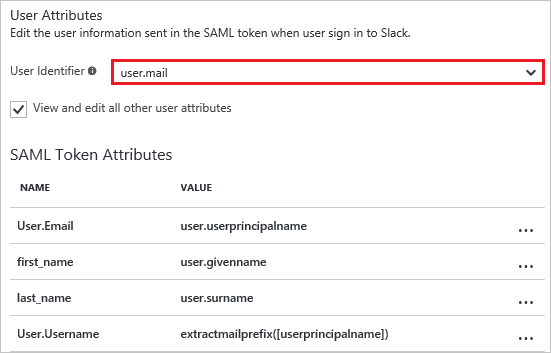 User Attributes
Edit the user information sent in the SAML token when user sign in to Slack.
User Identifier
user.mail
View and edit all other user attributes
SAML Token Attributes
NAME VALUE
User.Email user.userprincipalname ...
first_name user.givenname ...
last_name user.surname ...
User.Username extractmailprefix([userprincipalname]) ...